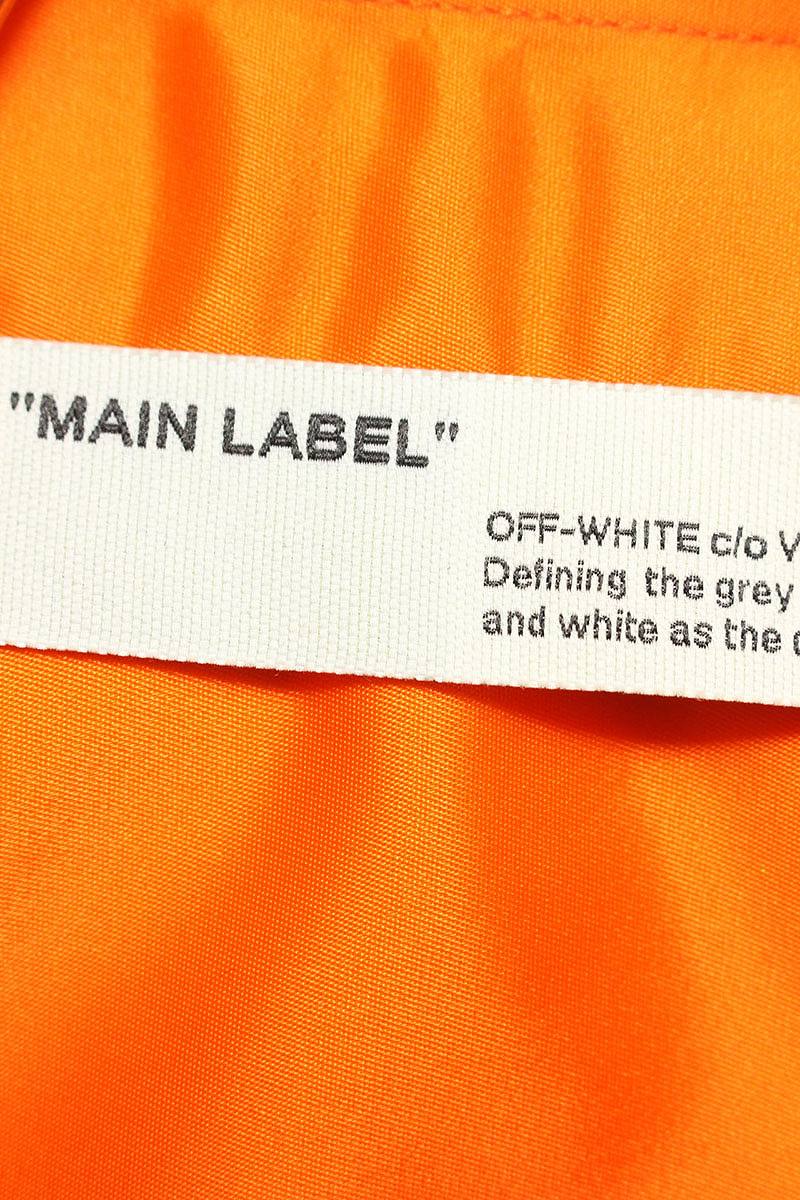 "MAIN LABEL"
OFF-WHITE c/o V
Defining the grey
and white as the